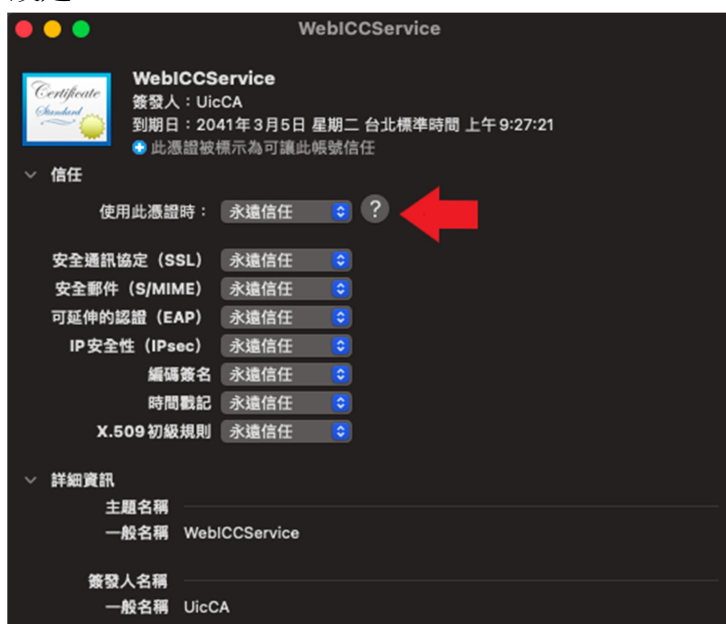 WebICCService
Certificate
Standard
WebICCService
簽發人：UicCA
到期日：2041年3月5日 星期二 台北標準時間 上午9:27:21
此憑證被標示為可讓此帳號信任
信任
使用此憑證時： 永遠信任 ?
安全通訊協定（SSL） 永遠信任
安全郵件（S/MIME） 永遠信任
可延伸的認證（EAP） 永遠信任
IP安全性（IPsec） 永遠信任
編碼簽名 永遠信任
時間戳記 永遠信任
X.509初級規則 永遠信任
詳細資訊
主題名稱
一般名稱 WebICCService
簽發人名稱
一般名稱 UicCA